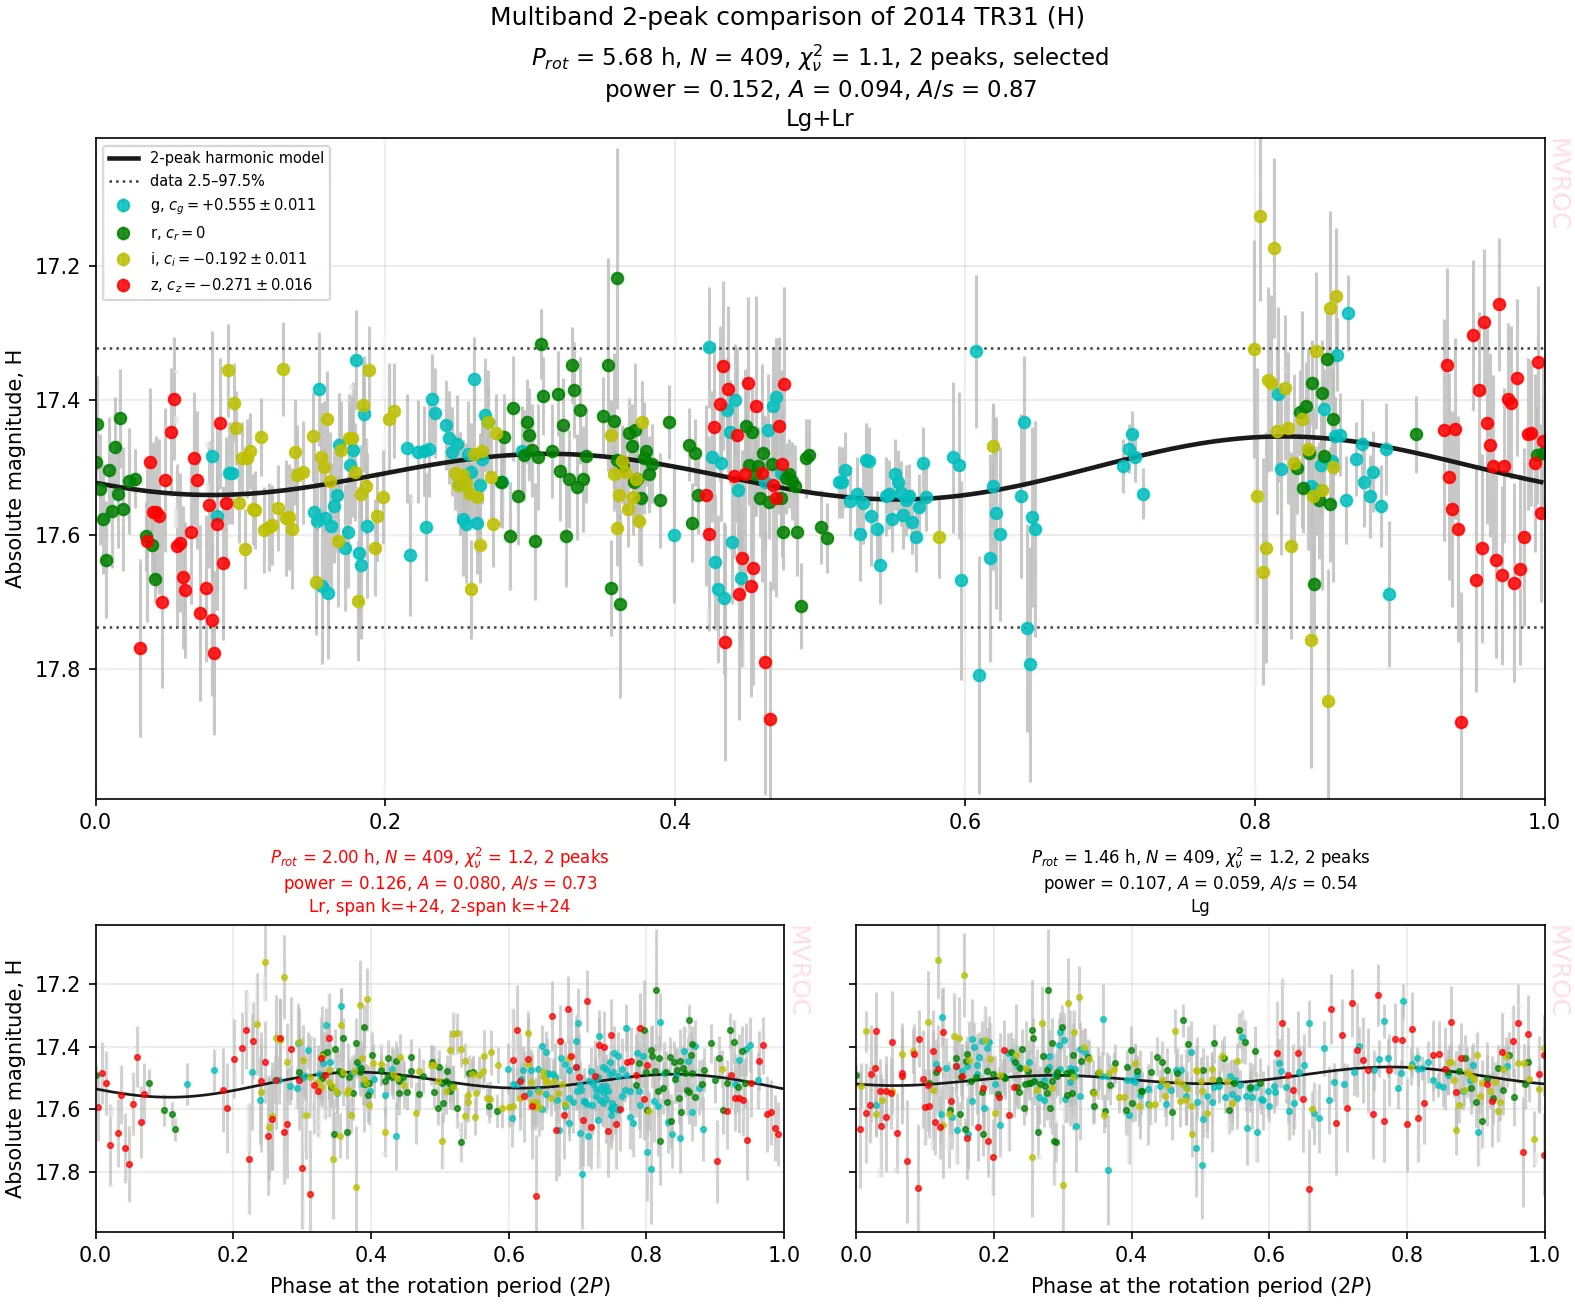 Multiband 2-peak comparison of 2014 TR31 (H)
P_rot = 5.68 h, N = 409, χ²_ν = 1.1, 2 peaks, selected
power = 0.152, A = 0.094, A/s = 0.87
Lg+Lr
2-peak harmonic model
data 2.5–97.5%
g, c_g = +0.555 ± 0.011
r, c_r = 0
i, c_i = −0.192 ± 0.011
z, c_z = −0.271 ± 0.016
MVROC
Absolute magnitude, H
17.2
17.4
17.6
17.8
0.0 0.2 0.4 0.6 0.8 1.0
P_rot = 2.00 h, N = 409, χ²_ν = 1.2, 2 peaks
power = 0.126, A = 0.080, A/s = 0.73
Lr, span k=+24, 2-span k=+24
MVROC
Absolute magnitude, H
17.2
17.4
17.6
17.8
0.0 0.2 0.4 0.6 0.8 1.0
Phase at the rotation period (2P)
P_rot = 1.46 h, N = 409, χ²_ν = 1.2, 2 peaks
power = 0.107, A = 0.059, A/s = 0.54
Lg
MVROC
0.0 0.2 0.4 0.6 0.8 1.0
Phase at the rotation period (2P)